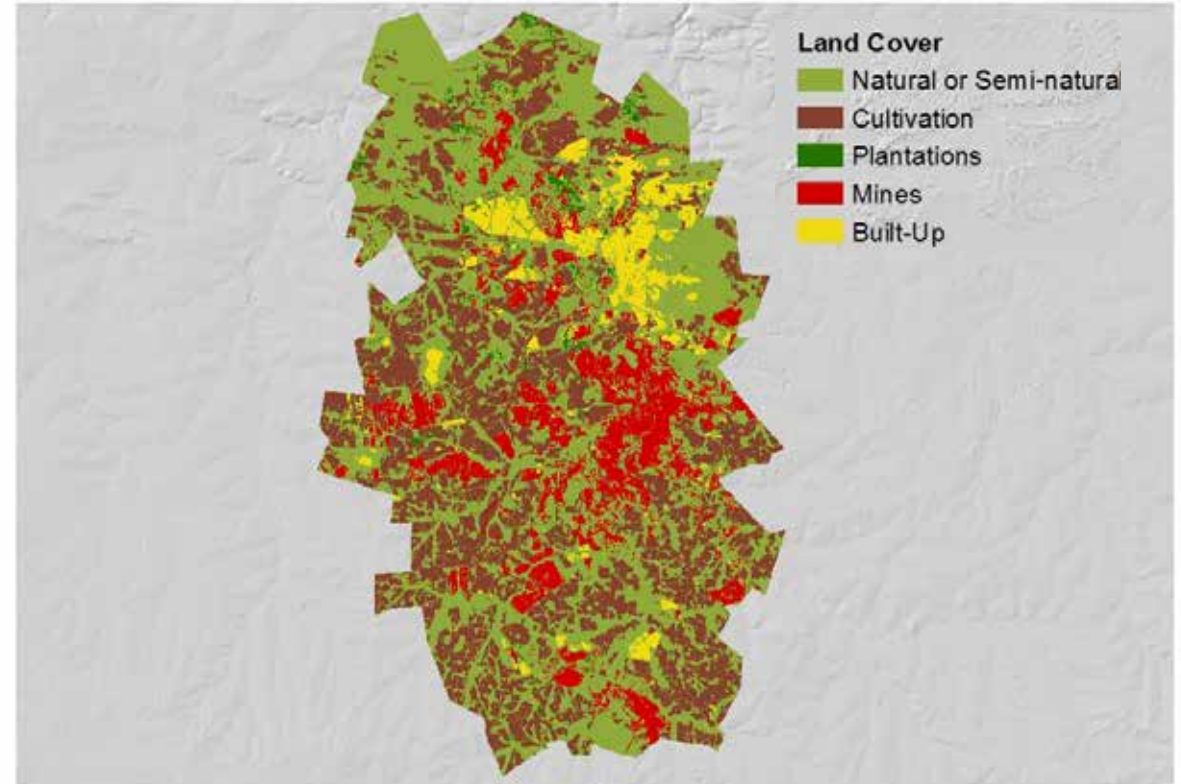 Land Cover
Natural or Semi-natural
Cultivation
Plantations
Mines
Built-Up